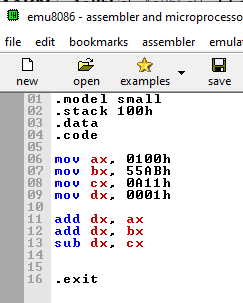 emu8086 - assembler and microprocesso
file edit bookmarks assembler emula
new open examples save
01 .model small
02 .stack 100h
03 .data
04 .code
05
06 mov ax, 0100h
07 mov bx, 55ABh
08 mov cx, 0A11h
09 mov dx, 0001h
10
11 add dx, ax
12 add dx, bx
13 sub dx, cx
14
15
16 .exit